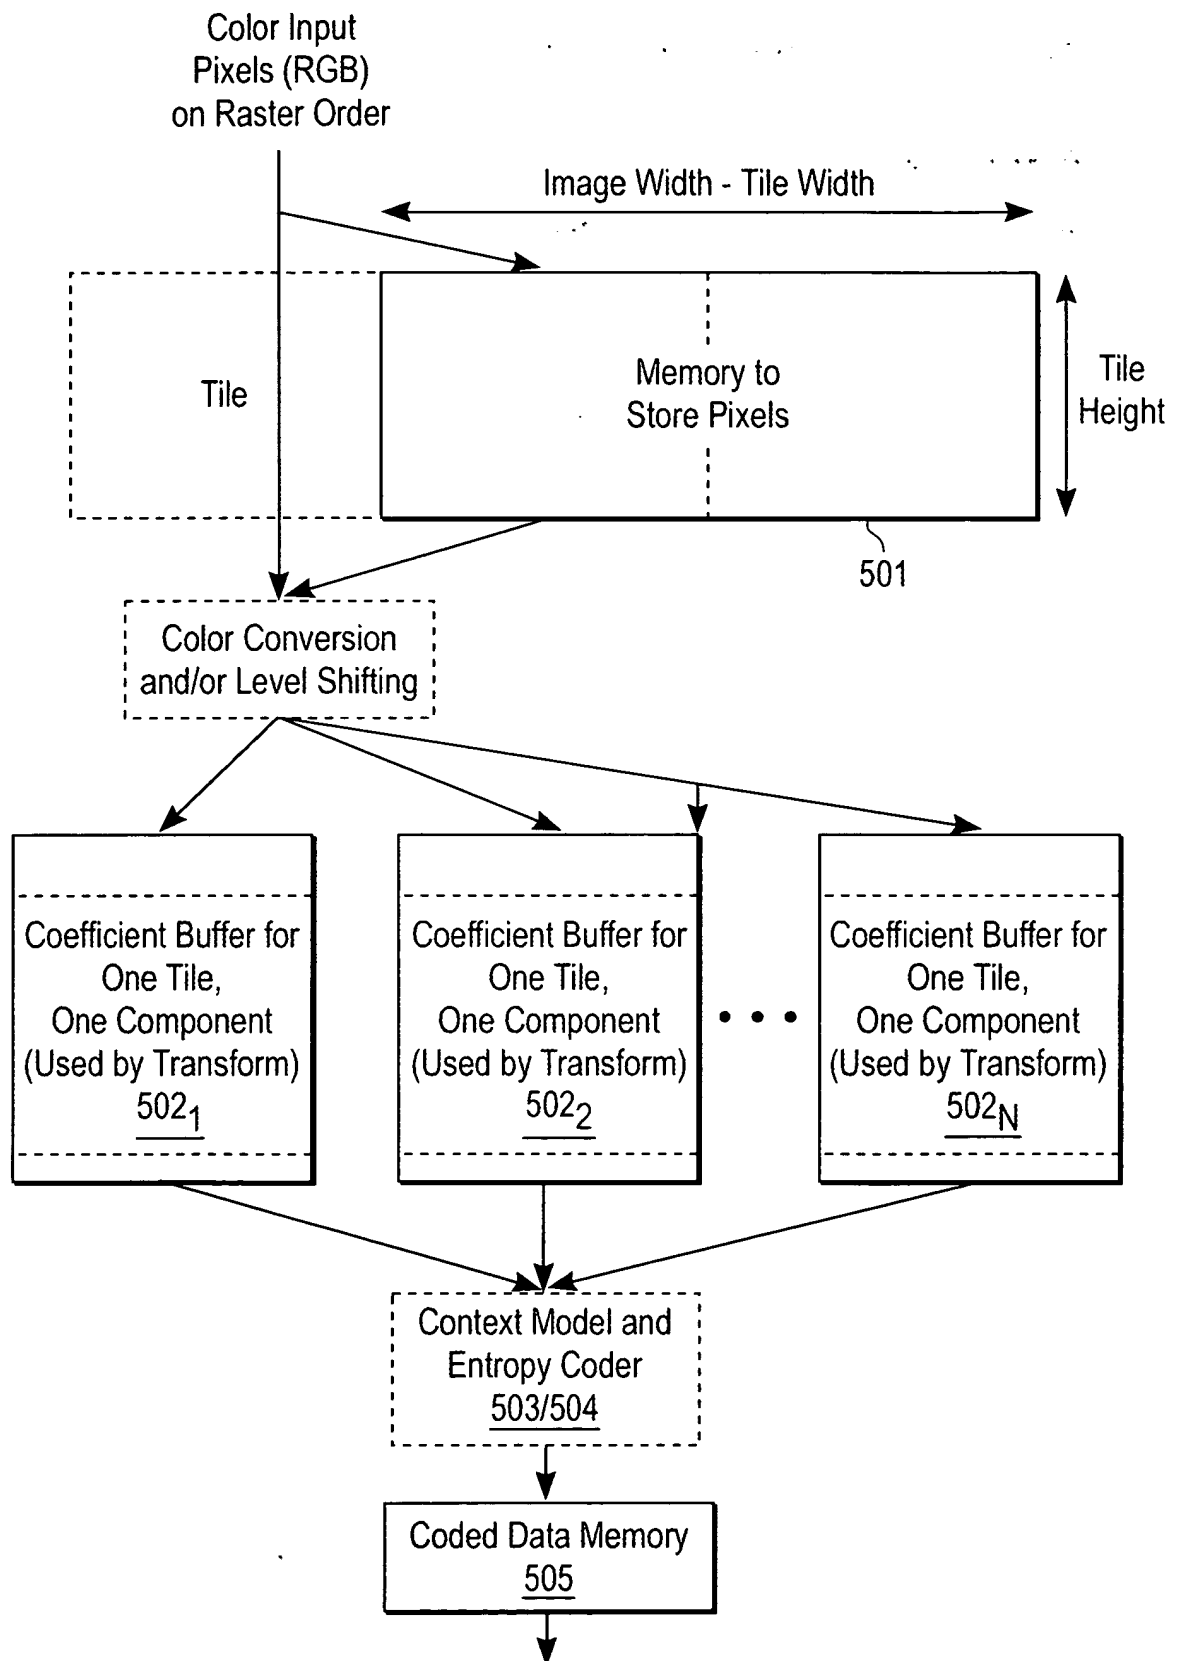 Color Input
Pixels (RGB)
on Raster Order
Image Width - Tile Width
Tile
Memory to
Store Pixels
Tile
Height
501
Color Conversion
and/or Level Shifting
Coefficient Buffer for
One Tile,
One Component
(Used by Transform)
502₁
Coefficient Buffer for
One Tile,
One Component
(Used by Transform)
502₂
• • •
Coefficient Buffer for
One Tile,
One Component
(Used by Transform)
502N
Context Model and
Entropy Coder
503/504
Coded Data Memory
505